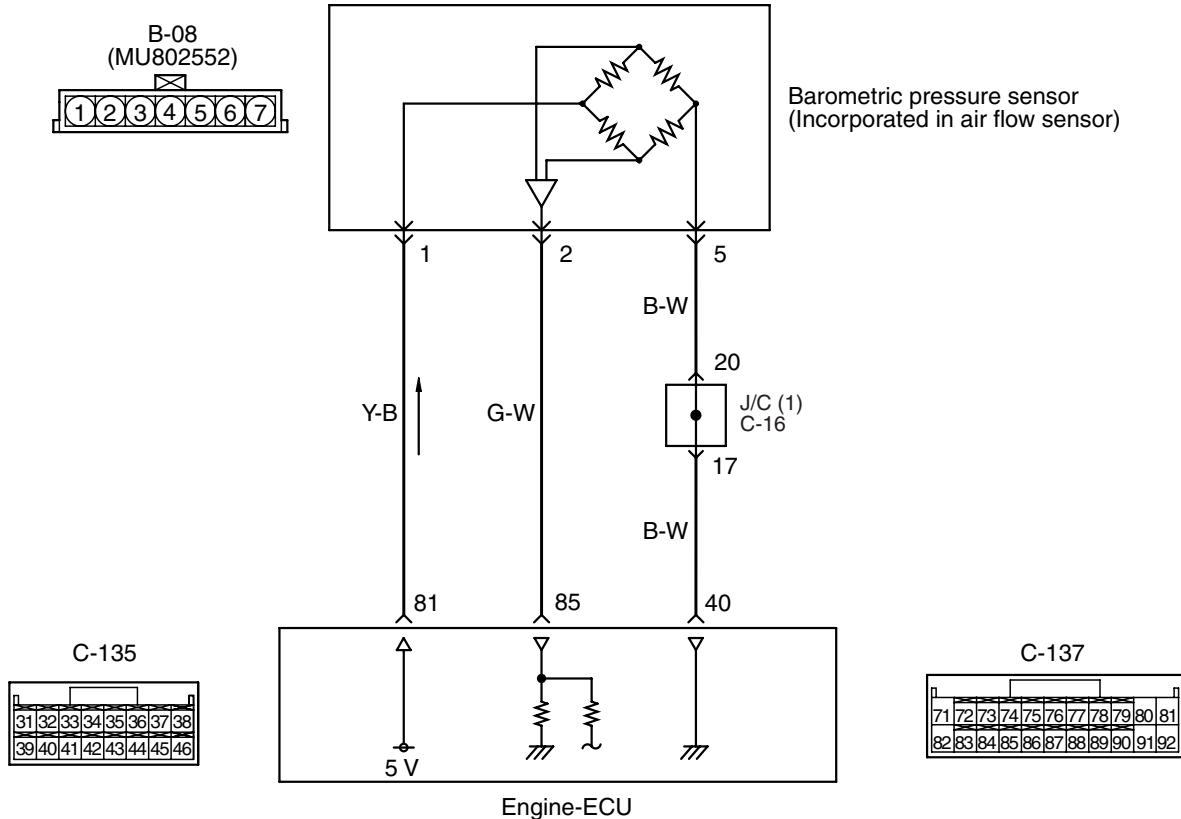 B-08
(MU802552)
1 2 3 4 5 6 7
Barometric pressure sensor
(Incorporated in air flow sensor)
1 2 5
B-W
20
Y-B G-W
J/C (1)
C-16
17
B-W
81 85 40
C-135
31 32 33 34 35 36 37 38
39 40 41 42 43 44 45 46
C-137
71 72 73 74 75 76 77 78 79 80 81
82 83 84 85 86 87 88 89 90 91 92
5 V
Engine-ECU